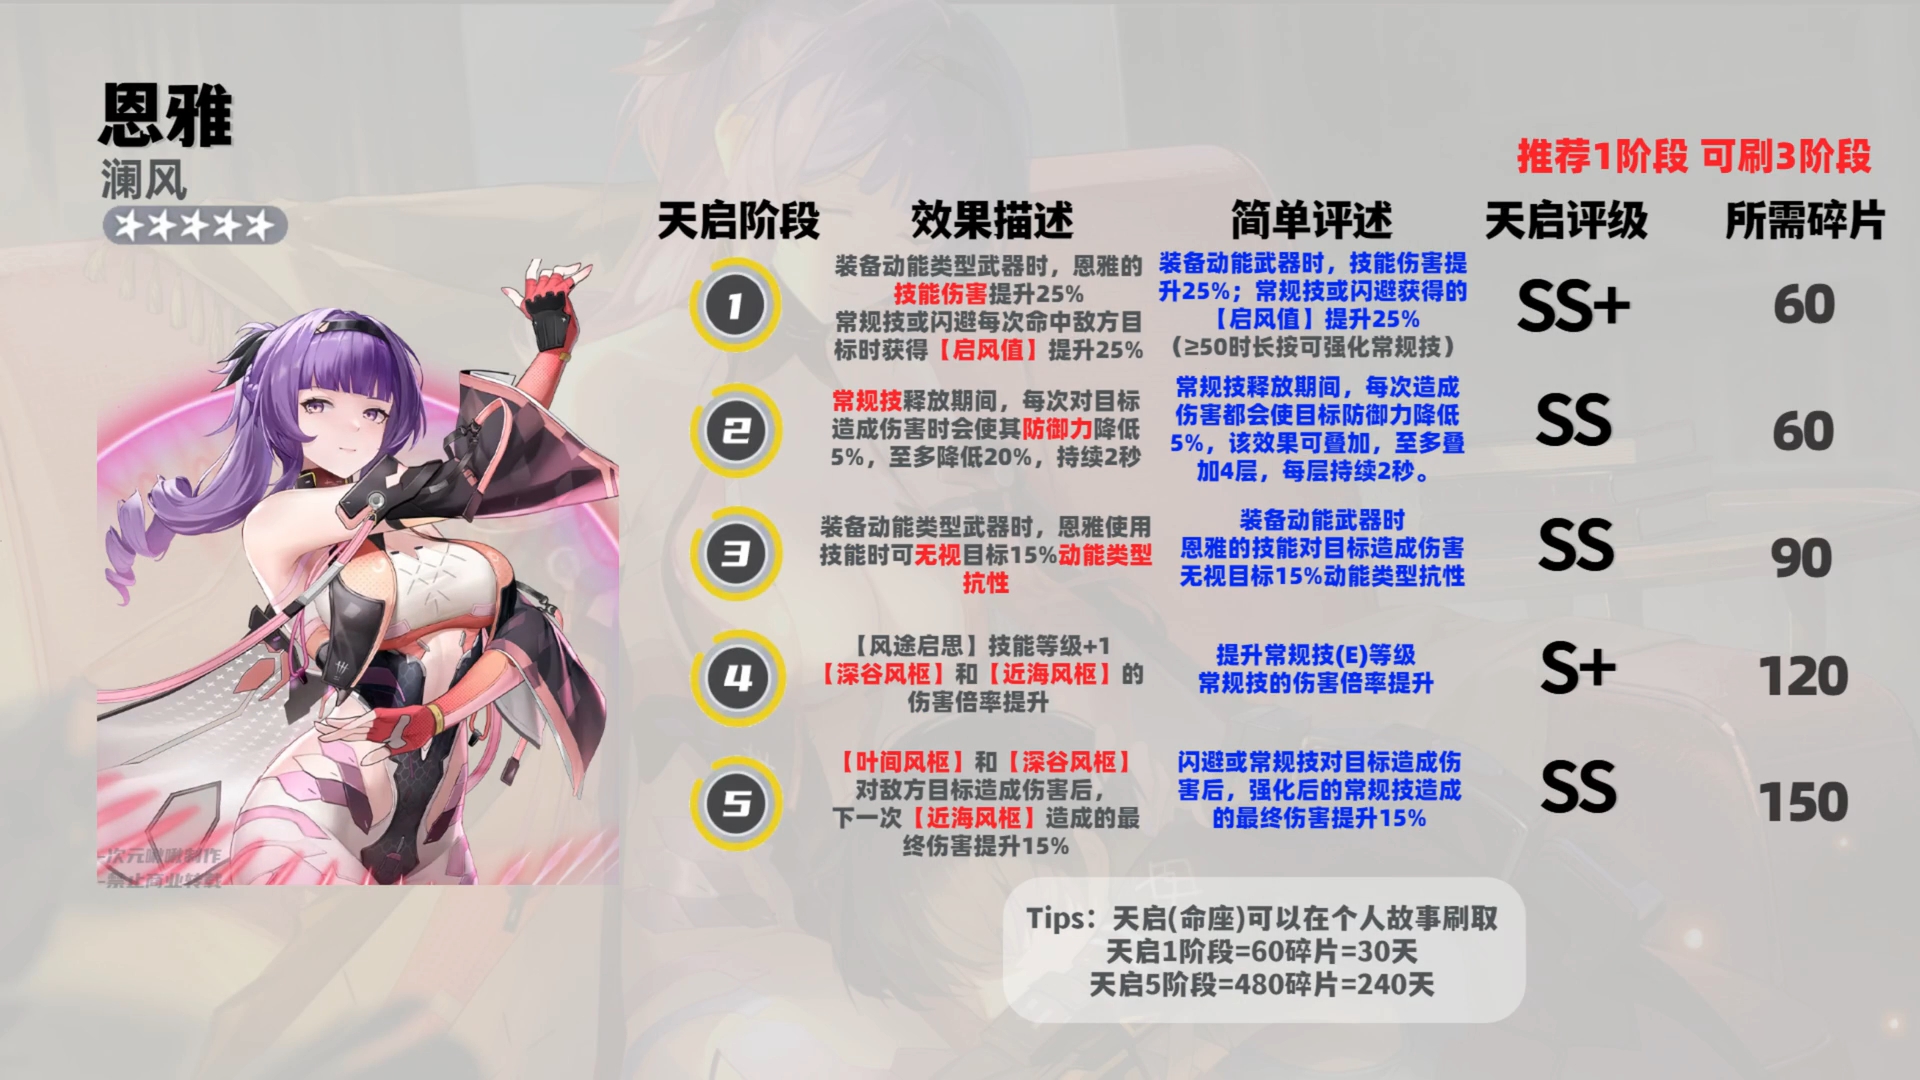 恩雅
澜风
推荐1阶段 可刷3阶段
天启阶段 效果描述 简单评述 天启评级 所需碎片
1
装备动能类型武器时，恩雅的
技能伤害提升25%
常规技或闪避每次命中敌方目
标时获得【启风值】提升25%
装备动能武器时，技能伤害提
升25%；常规技或闪避获得的
【启风值】提升25%
（≥50时长按可强化常规技）
SS+
60
2
常规技释放期间，每次对目标
造成伤害时会使其防御力降低
5%，至多降低20%，持续2秒
常规技释放期间，每次造成
伤害都会使目标防御力降低
5%，该效果可叠加，至多叠
加4层，每层持续2秒。
SS
60
3
装备动能类型武器时，恩雅使用
技能时可无视目标15%动能类型
抗性
装备动能武器时
恩雅的技能对目标造成伤害
无视目标15%动能类型抗性
SS
90
4
【风途启思】技能等级+1
【深谷风枢】和【近海风枢】的
伤害倍率提升
提升常规技(E)等级
常规技的伤害倍率提升
S+
120
5
【叶间风枢】和【深谷风枢】
对敌方目标造成伤害后，
下一次【近海风枢】造成的最
终伤害提升15%
闪避或常规技对目标造成伤
害后，强化后的常规技造成
的最终伤害提升15%
SS
150
-次元啾啾制作
-禁止商业转载
Tips：天启(命座)可以在个人故事刷取
天启1阶段=60碎片=30天
天启5阶段=480碎片=240天